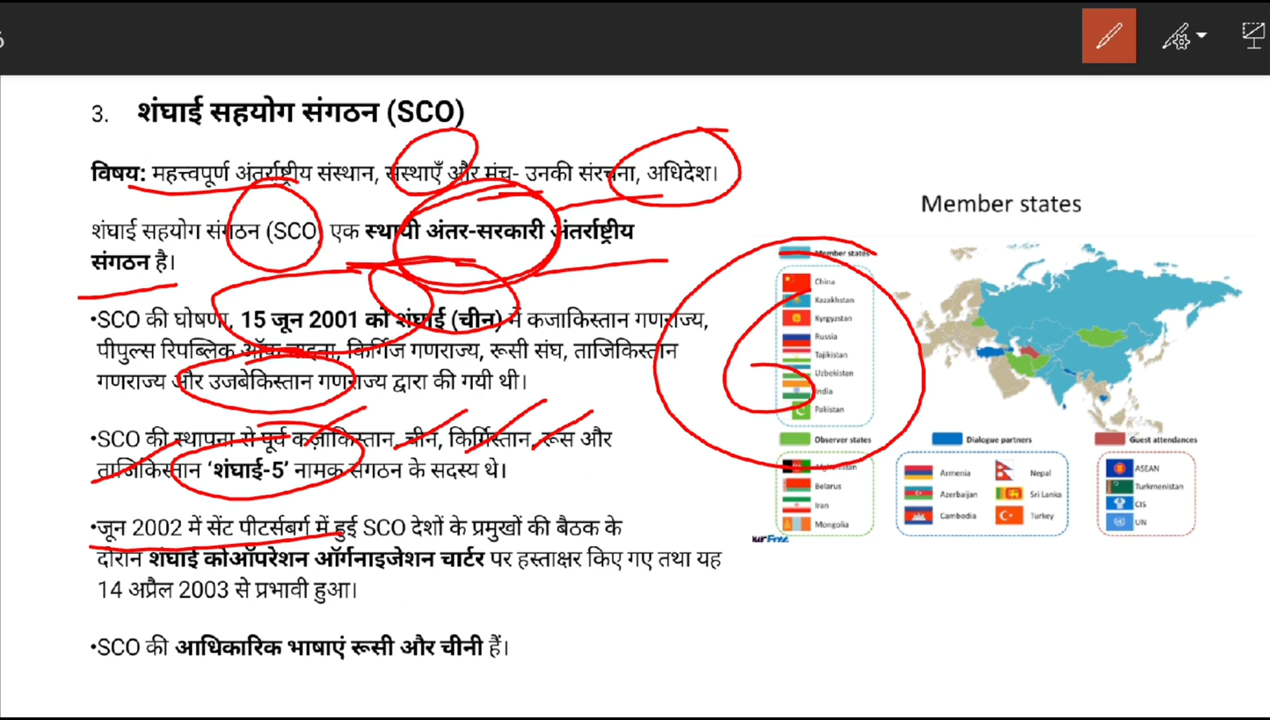 6
3. शंघाई सहयोग संगठन (SCO)
विषय: महत्त्वपूर्ण अंतर्राष्ट्रीय संस्थान, संस्थाएँ और मंच- उनकी संरचना, अधिदेश।
शंघाई सहयोग संगठन (SCO) एक स्थायी अंतर-सरकारी अंतर्राष्ट्रीय
संगठन है।
•SCO की घोषणा, 15 जून 2001 को शंघाई (चीन) में कजाकिस्तान गणराज्य,
पीपुल्स रिपब्लिक ऑफ चाइना, किर्गिज गणराज्य, रूसी संघ, ताजिकिस्तान
गणराज्य और उजबेकिस्तान गणराज्य द्वारा की गयी थी।
•SCO की स्थापना से पूर्व कज़ाकिस्तान, चीन, किर्गिस्तान, रूस और
ताजिकिस्तान ‘शंघाई-5’ नामक संगठन के सदस्य थे।
•जून 2002 में सेंट पीटर्सबर्ग में हुई SCO देशों के प्रमुखों की बैठक के
दौरान शंघाई कोऑपरेशन ऑर्गनाइजेशन चार्टर पर हस्ताक्षर किए गए तथा यह
14 अप्रैल 2003 से प्रभावी हुआ।
•SCO की आधिकारिक भाषाएं रूसी और चीनी हैं।
Member states
Member states
China
Kazakhstan
Kyrgyzstan
Russia
Tajikistan
Uzbekistan
India
Pakistan
Observer states
Afghanistan
Belarus
Iran
Mongolia
Dialogue partners
Armenia
Nepal
Azerbaijan
Sri Lanka
Cambodia
Turkey
Guest attendances
ASEAN
Turkmenistan
CIS
UN